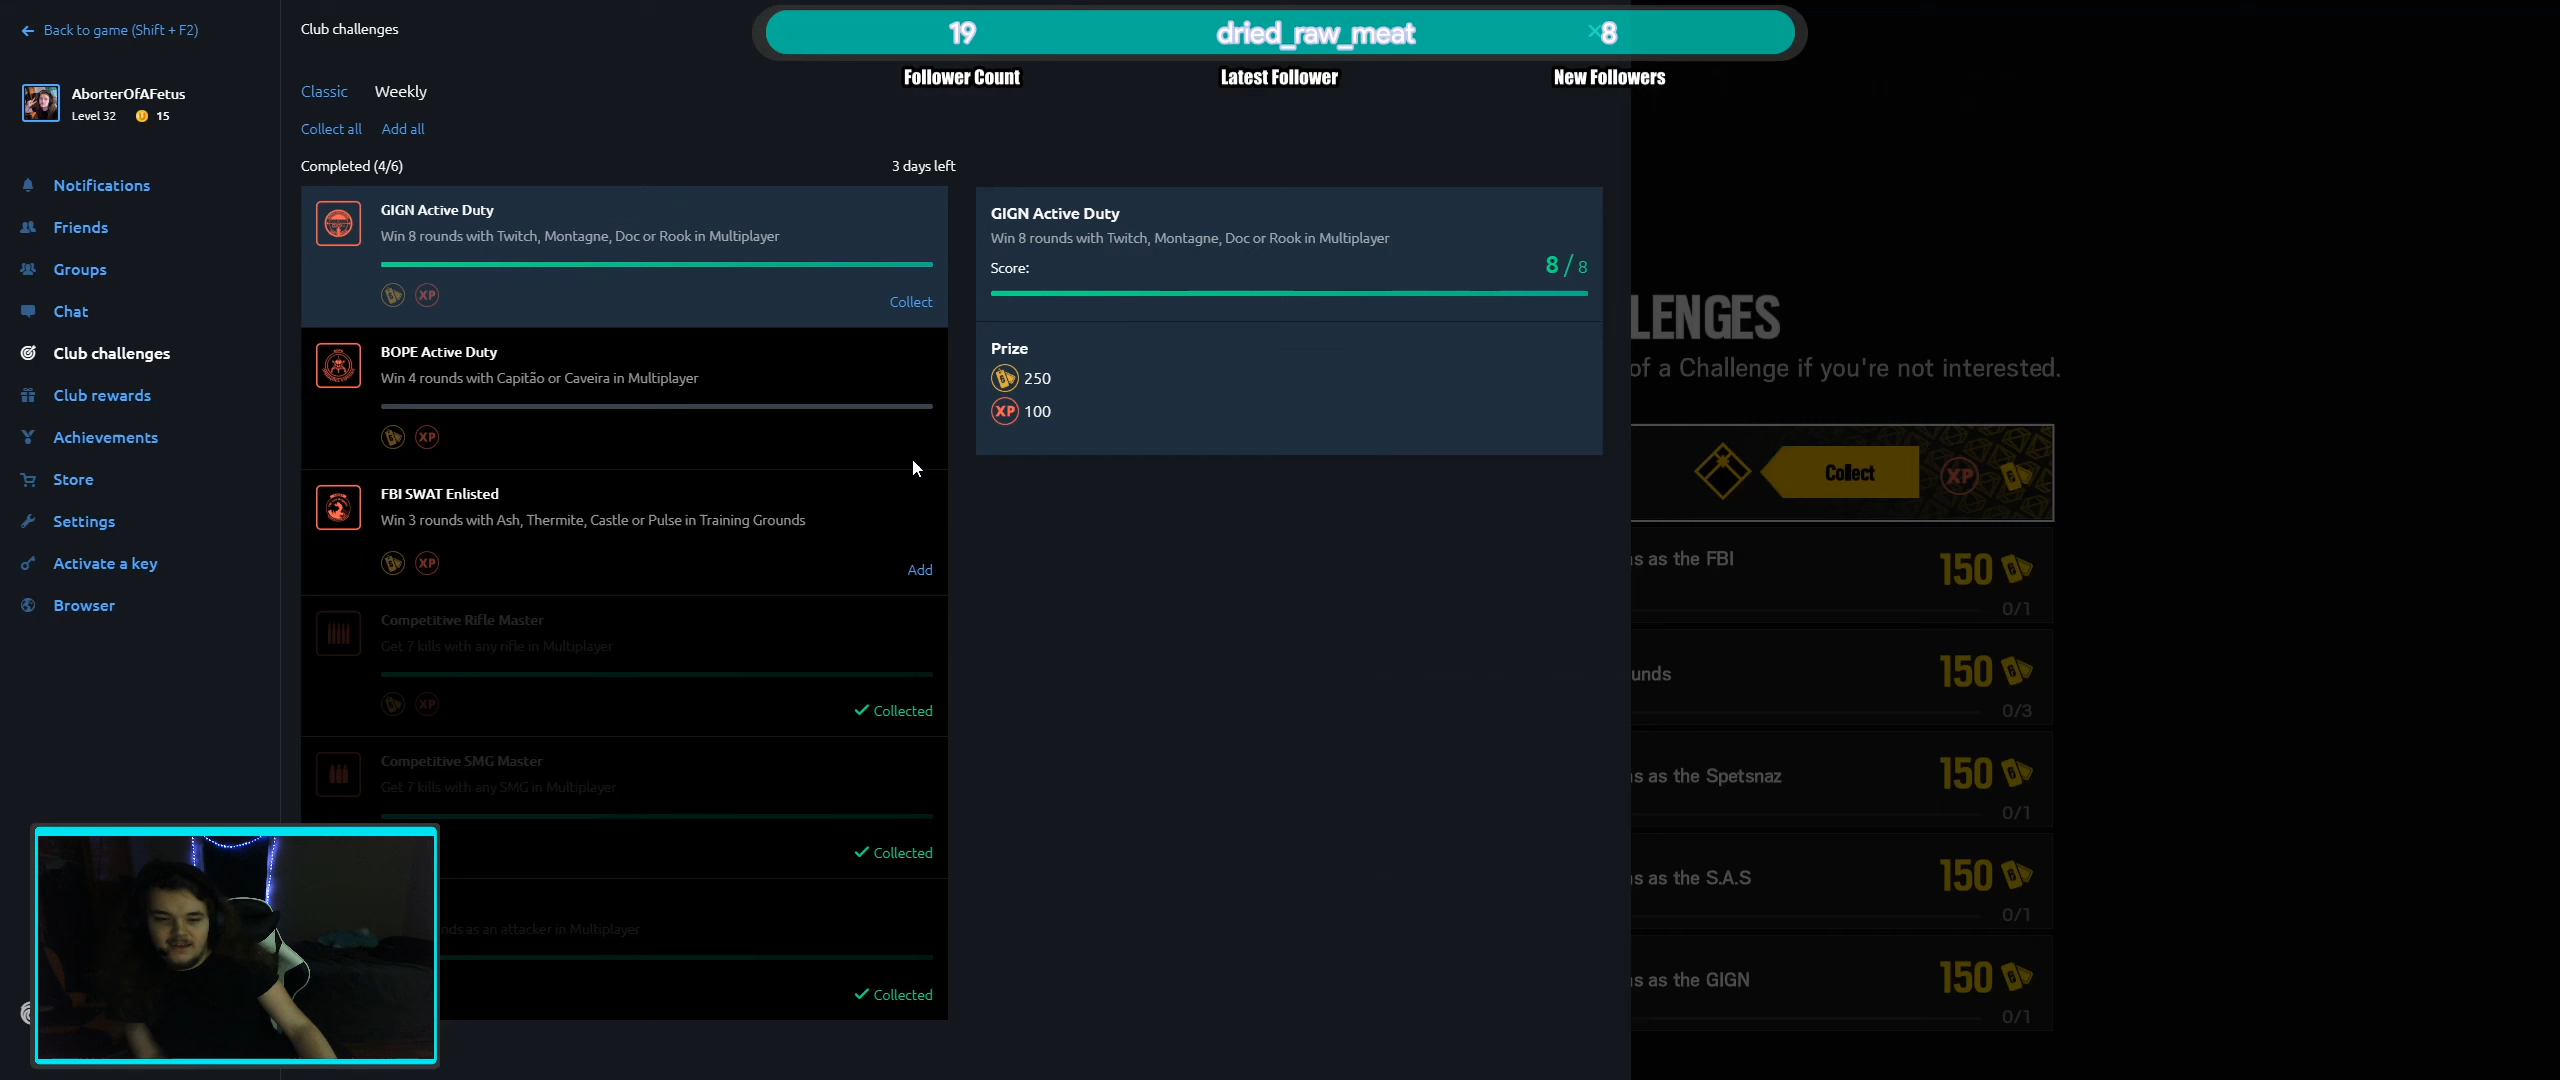 Back to game (Shift + F2)
AborterOfAFetus
Level 32 15
Notifications
Friends
Groups
Chat
Club challenges
Club rewards
Achievements
Store
Settings
Activate a key
Browser
Club challenges
Classic Weekly
Collect all Add all
Completed (4/6) 3 days left
GIGN Active Duty
Win 8 rounds with Twitch, Montagne, Doc or Rook in Multiplayer
XP
Collect
BOPE Active Duty
Win 4 rounds with Capitão or Caveira in Multiplayer
XP
FBI SWAT Enlisted
Win 3 rounds with Ash, Thermite, Castle or Pulse in Training Grounds
XP
Add
Competitive Rifle Master
Get 7 kills with any rifle in Multiplayer
XP
Collected
Competitive SMG Master
Get 7 kills with any SMG in Multiplayer
Collected
nds as an attacker in Multiplayer
Collected
19 dried_raw_meat 8
Follower Count Latest Follower New Followers
GIGN Active Duty
Win 8 rounds with Twitch, Montagne, Doc or Rook in Multiplayer
Score: 8 / 8
Prize
250
XP 100
LENGES
of a Challenge if you're not interested.
Collect XP
s as the FBI 150
0/1
unds 150
0/3
s as the Spetsnaz 150
0/1
s as the S.A.S 150
0/1
s as the GIGN 150
0/1